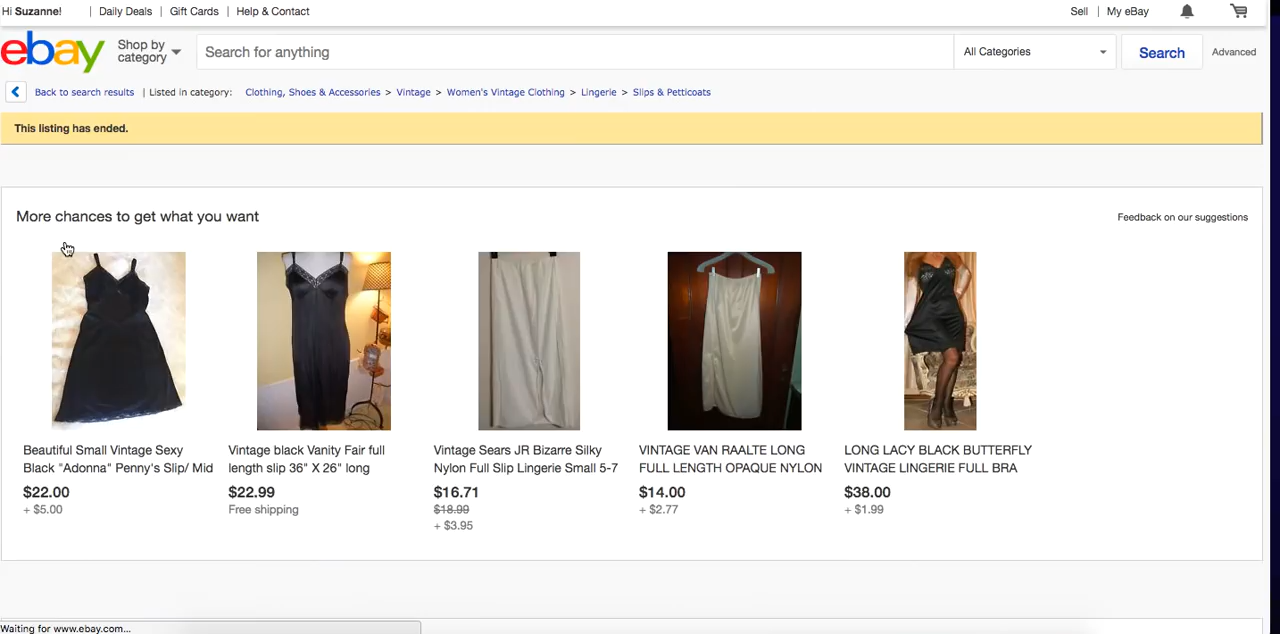 Hi Suzanne! | Daily Deals | Gift Cards | Help & Contact Sell | My eBay
ebay Shop by category Search for anything All Categories Search Advanced
Back to search results | Listed in category: Clothing, Shoes & Accessories > Vintage > Women's Vintage Clothing > Lingerie > Slips & Petticoats
This listing has ended.
More chances to get what you want Feedback on our suggestions
Beautiful Small Vintage Sexy
Black "Adonna" Penny's Slip/ Mid
$22.00
+ $5.00
Vintage black Vanity Fair full
length slip 36" X 26" long
$22.99
Free shipping
Vintage Sears JR Bizarre Silky
Nylon Full Slip Lingerie Small 5-7
$16.71
$18.99
+ $3.95
VINTAGE VAN RAALTE LONG
FULL LENGTH OPAQUE NYLON
$14.00
+ $2.77
LONG LACY BLACK BUTTERFLY
VINTAGE LINGERIE FULL BRA
$38.00
+ $1.99
Waiting for www.ebay.com...